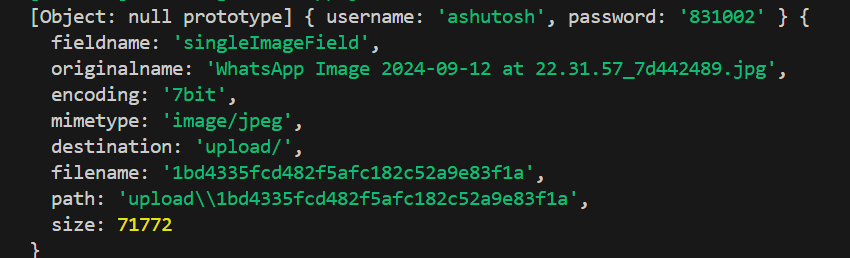 [Object: null prototype] { username: 'ashutosh', password: '831002' } {
  fieldname: 'singleImageField',
  originalname: 'WhatsApp Image 2024-09-12 at 22.31.57_7d442489.jpg',
  encoding: '7bit',
  mimetype: 'image/jpeg',
  destination: 'upload/',
  filename: '1bd4335fcd482f5afc182c52a9e83f1a',
  path: 'upload\\1bd4335fcd482f5afc182c52a9e83f1a',
  size: 71772
}